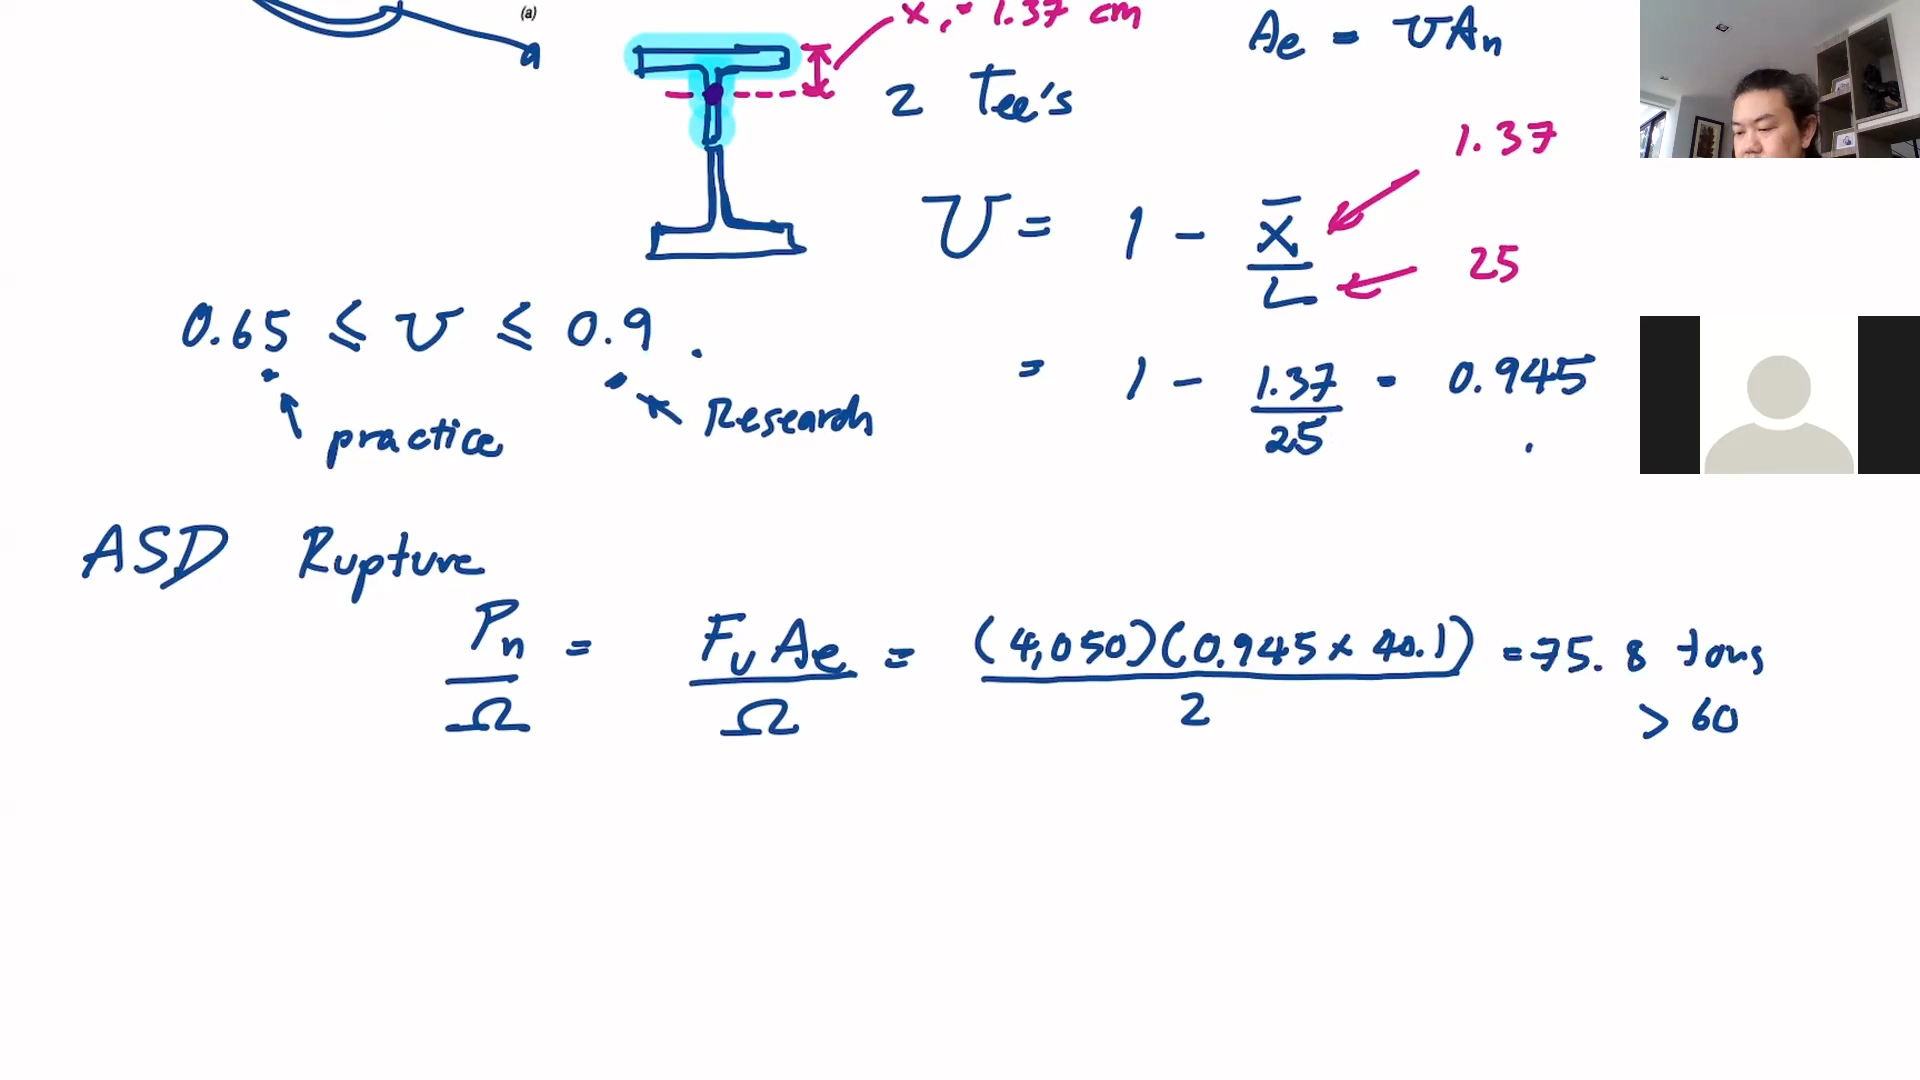 (a)
x, = 1.37 cm
Ae = UAn
2 Tee's
1.37
U = 1 - x̄/L
25
0.65 ≤ U ≤ 0.9 .
= 1 - 1.37/25 = 0.945
practice
Research
ASD Rupture
Pn/Ω = FuAe/Ω = (4,050)(0.945 x 40.1)/2 = 75.8 tons
> 60